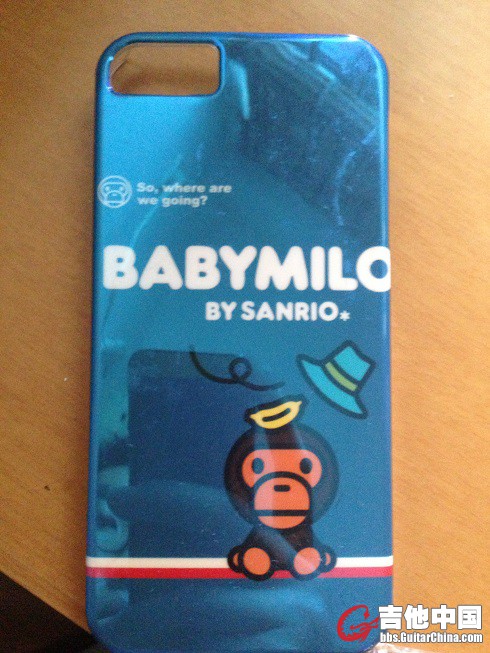 So, where are
we going?
BABYMILO
BY SANRIO*
吉他中国
bbs.GuitarChina.com